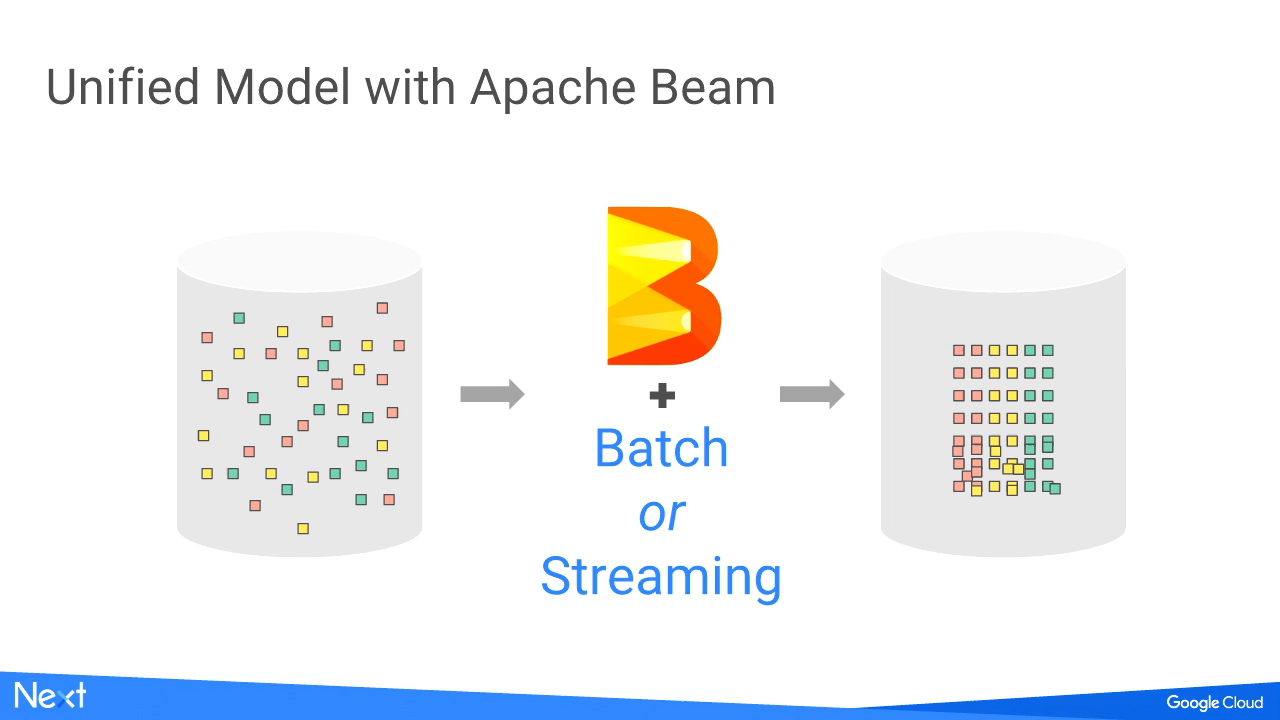 Unified Model with Apache Beam
Batch
or
Streaming
Next
Google Cloud